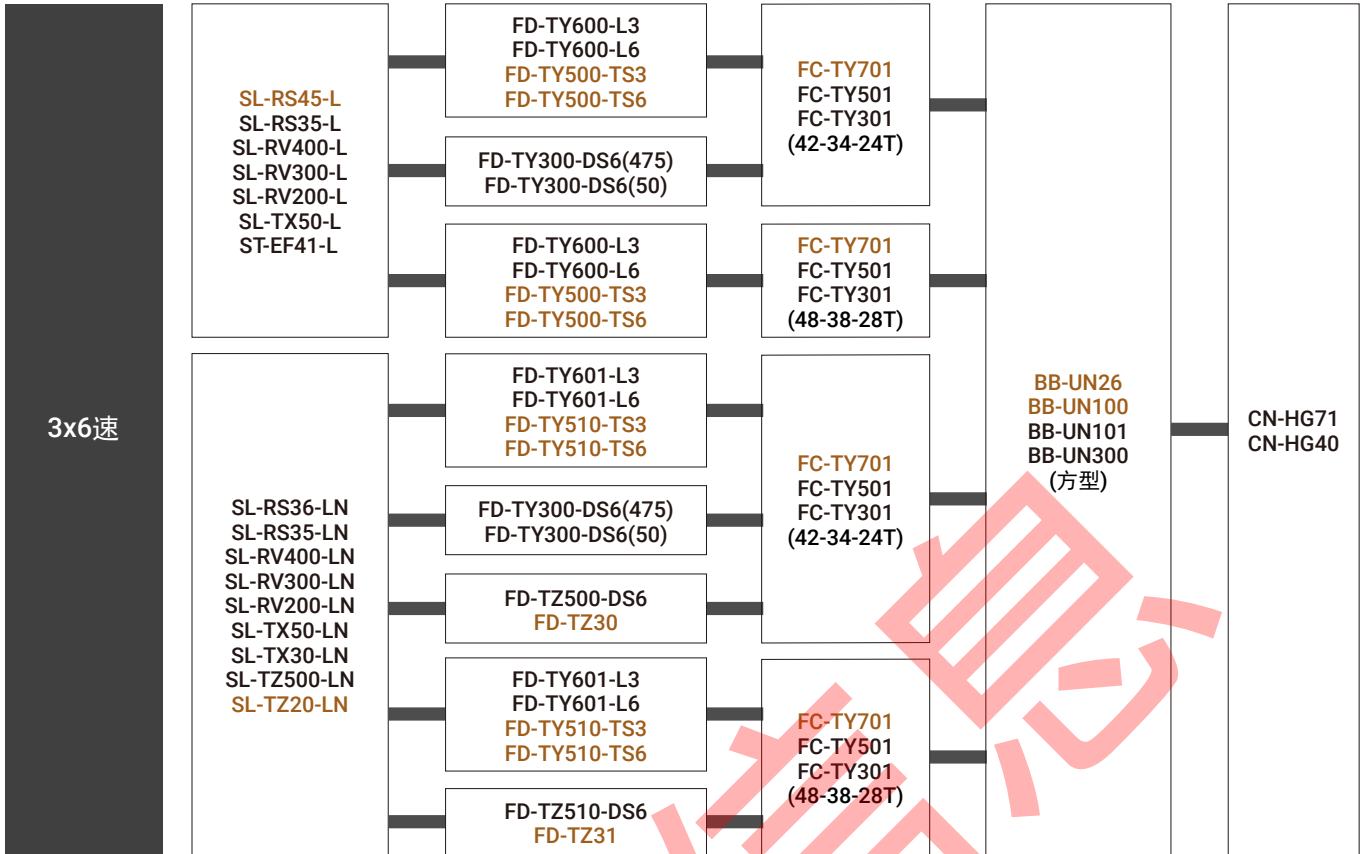 3x6速
SL-RS45-L
SL-RS35-L
SL-RV400-L
SL-RV300-L
SL-RV200-L
SL-TX50-L
ST-EF41-L
FD-TY600-L3
FD-TY600-L6
FD-TY500-TS3
FD-TY500-TS6
FD-TY300-DS6(475)
FD-TY300-DS6(50)
FC-TY701
FC-TY501
FC-TY301
(42-34-24T)
FD-TY600-L3
FD-TY600-L6
FD-TY500-TS3
FD-TY500-TS6
FC-TY701
FC-TY501
FC-TY301
(48-38-28T)
SL-RS36-LN
SL-RS35-LN
SL-RV400-LN
SL-RV300-LN
SL-RV200-LN
SL-TX50-LN
SL-TX30-LN
SL-TZ500-LN
SL-TZ20-LN
FD-TY601-L3
FD-TY601-L6
FD-TY510-TS3
FD-TY510-TS6
FD-TY300-DS6(475)
FD-TY300-DS6(50)
FD-TZ500-DS6
FD-TZ30
FC-TY701
FC-TY501
FC-TY301
(42-34-24T)
FD-TY601-L3
FD-TY601-L6
FD-TY510-TS3
FD-TY510-TS6
FD-TZ510-DS6
FD-TZ31
FC-TY701
FC-TY501
FC-TY301
(48-38-28T)
BB-UN26
BB-UN100
BB-UN101
BB-UN300
(方型)
CN-HG71
CN-HG40
信息